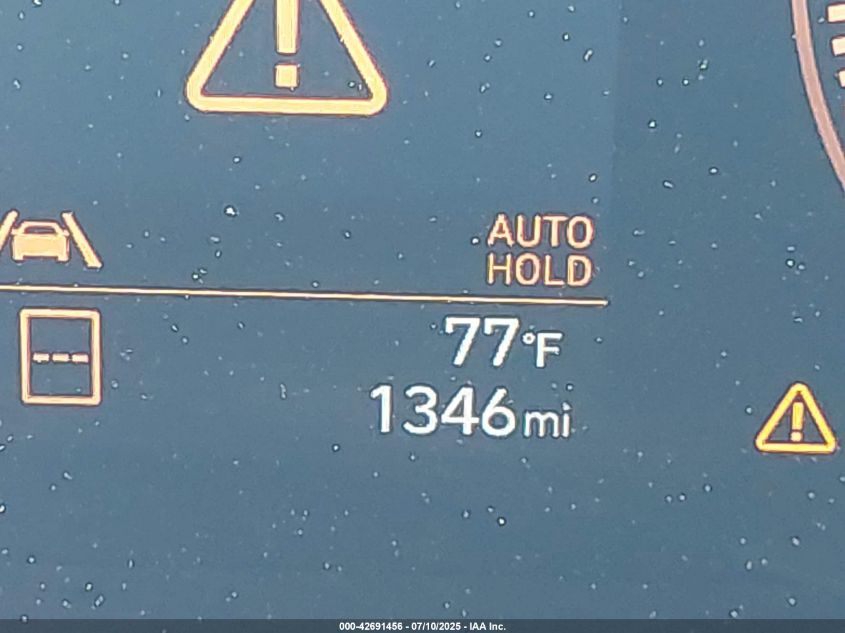 AUTO
HOLD
77°F
1346mi
000-42691456 - 07/10/2025 - IAA Inc.